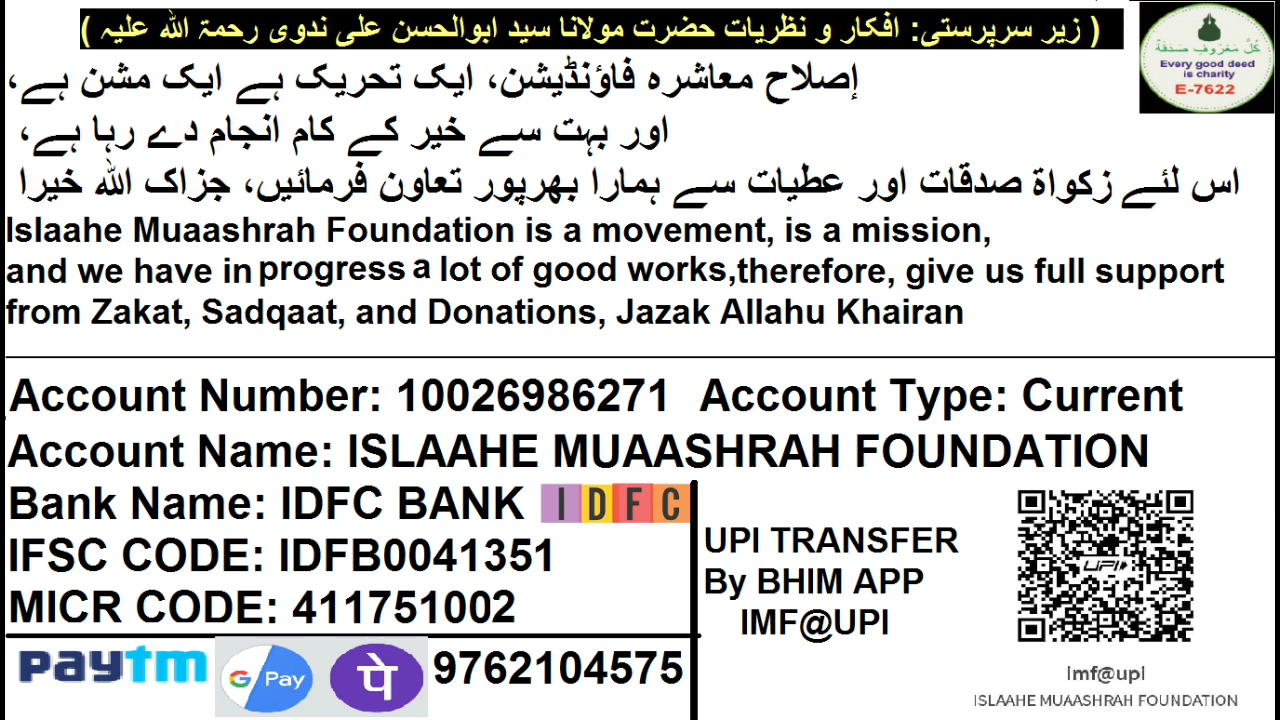 ( زیر سرپرستی: افکار و نظریات حضرت مولانا سید ابوالحسن علی ندوی رحمۃ اللہ علیہ )
كُلُّ مَعْرُوفٍ صَدَقَةٌ
Every good deed
is charity
E-7622
إصلاح معاشرہ فاؤنڈیشن، ایک تحریک ہے ایک مشن ہے،
اور بہت سے خیر کے کام انجام دے رہا ہے،
اس لئے زکواۃ صدقات اور عطیات سے ہمارا بھرپور تعاون فرمائیں، جزاک اللہ خیرا
Islaahe Muaashrah Foundation is a movement, is a mission,
and we have in progress a lot of good works,therefore, give us full support
from Zakat, Sadqaat, and Donations, Jazak Allahu Khairan
Account Number: 10026986271 Account Type: Current
Account Name: ISLAAHE MUAASHRAH FOUNDATION
Bank Name: IDFC BANK IDFC
IFSC CODE: IDFB0041351
MICR CODE: 411751002
UPI TRANSFER
By BHIM APP
IMF@UPI
UPI
imf@upi
ISLAAHE MUAASHRAH FOUNDATION
paytm G Pay पे 9762104575